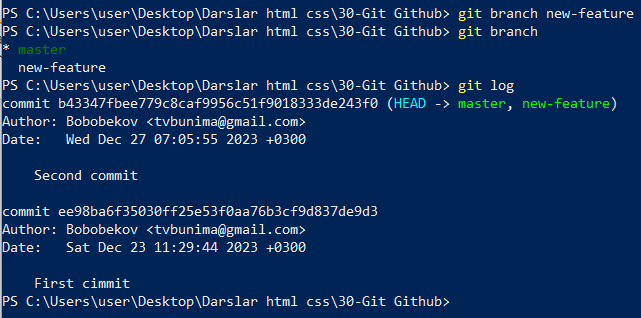 PS C:\Users\user\Desktop\Darslar html css\30-Git Github> git branch new-feature
PS C:\Users\user\Desktop\Darslar html css\30-Git Github> git branch
* master
  new-feature
PS C:\Users\user\Desktop\Darslar html css\30-Git Github> git log
commit b43347fbee779c8caf9956c51f9018333de243f0 (HEAD -> master, new-feature)
Author: Bobobekov <tvbunima@gmail.com>
Date:   Wed Dec 27 07:05:55 2023 +0300
    Second commit
commit ee98ba6f35030ff25e53f0aa76b3cf9d837de9d3
Author: Bobobekov <tvbunima@gmail.com>
Date:   Sat Dec 23 11:29:44 2023 +0300
    First cimmit
PS C:\Users\user\Desktop\Darslar html css\30-Git Github>